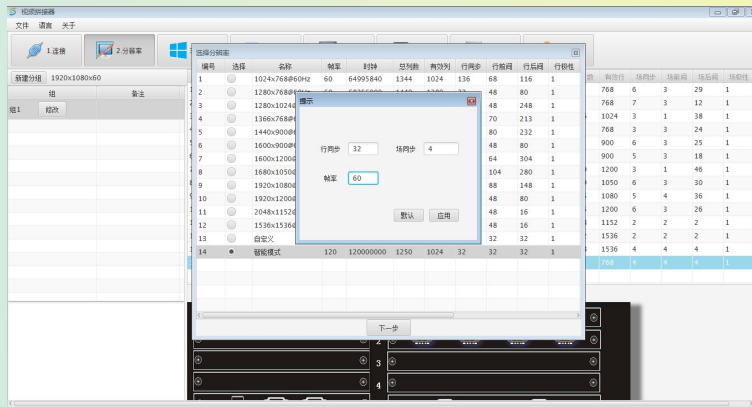 视频拼接器
文件 语言 关于
1.连接
2.分辨率
新建分组 1920x1080x60
组 备注
组1 修改
选择分辨率
编号 选择 名称 帧率 时钟 总列数 有效列 行同步 行前阔 行后阔 行极性
数 有效行 场同步 场前阔 场后阔 场极性
1 1024x768@60Hz 60 64995840 1344 1024 136 68 116 1 768 6 3 29 1
2 1280x768@ 48 80 1 768 7 3 12 1
3 1280x1024@ 48 248 1 1024 3 1 38 1
4 1366x768@ 70 213 1 768 3 3 24 1
5 1440x900@ 80 232 1 900 6 3 25 1
6 1600x900@ 48 80 1 900 5 3 18 1
7 1600x1200@ 64 304 1 1200 3 1 46 1
8 1680x1050@ 104 280 1 1050 6 3 30 1
9 1920x1080@ 88 148 1 1080 5 4 36 1
10 1920x1200@ 48 80 1 1200 6 3 26 1
11 2048x1152@ 48 16 1 1152 2 2 2 1
12 1536x1536@ 48 16 1 1536 2 2 2 1
13 自定义 32 32 1 1536 4 4 4 1
14 智能模式 120 120000000 1250 1024 32 32 32 1 768 4 4 4 1
提示
行同步 32 场同步 4
帧率 60
默认 应用
下一步
2
3
4